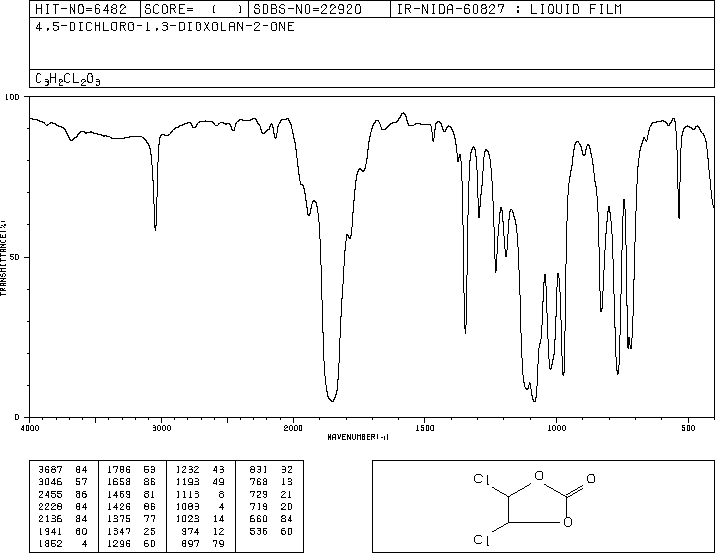 HIT-NO=6482 SCORE= ( ) SDBS-NO=22920 IR-NIDA-60827 : LIQUID FILM
4,5-DICHLORO-1,3-DIOXOLAN-2-ONE
C3H2CL2O3
100
50
0
TRANSMITTANCE(%)
4000 3000 2000 1500 1000 500
WAVENUMBER(-1)
3687 84 1786 53 1232 43 831 32
3046 57 1658 86 1193 49 768 13
2455 86 1469 81 1113 8 729 21
2228 84 1426 86 1083 4 719 20
2136 84 1375 77 1023 14 660 84
1941 60 1347 25 974 12 536 60
1852 4 1296 60 897 79
Cl O O
Cl O